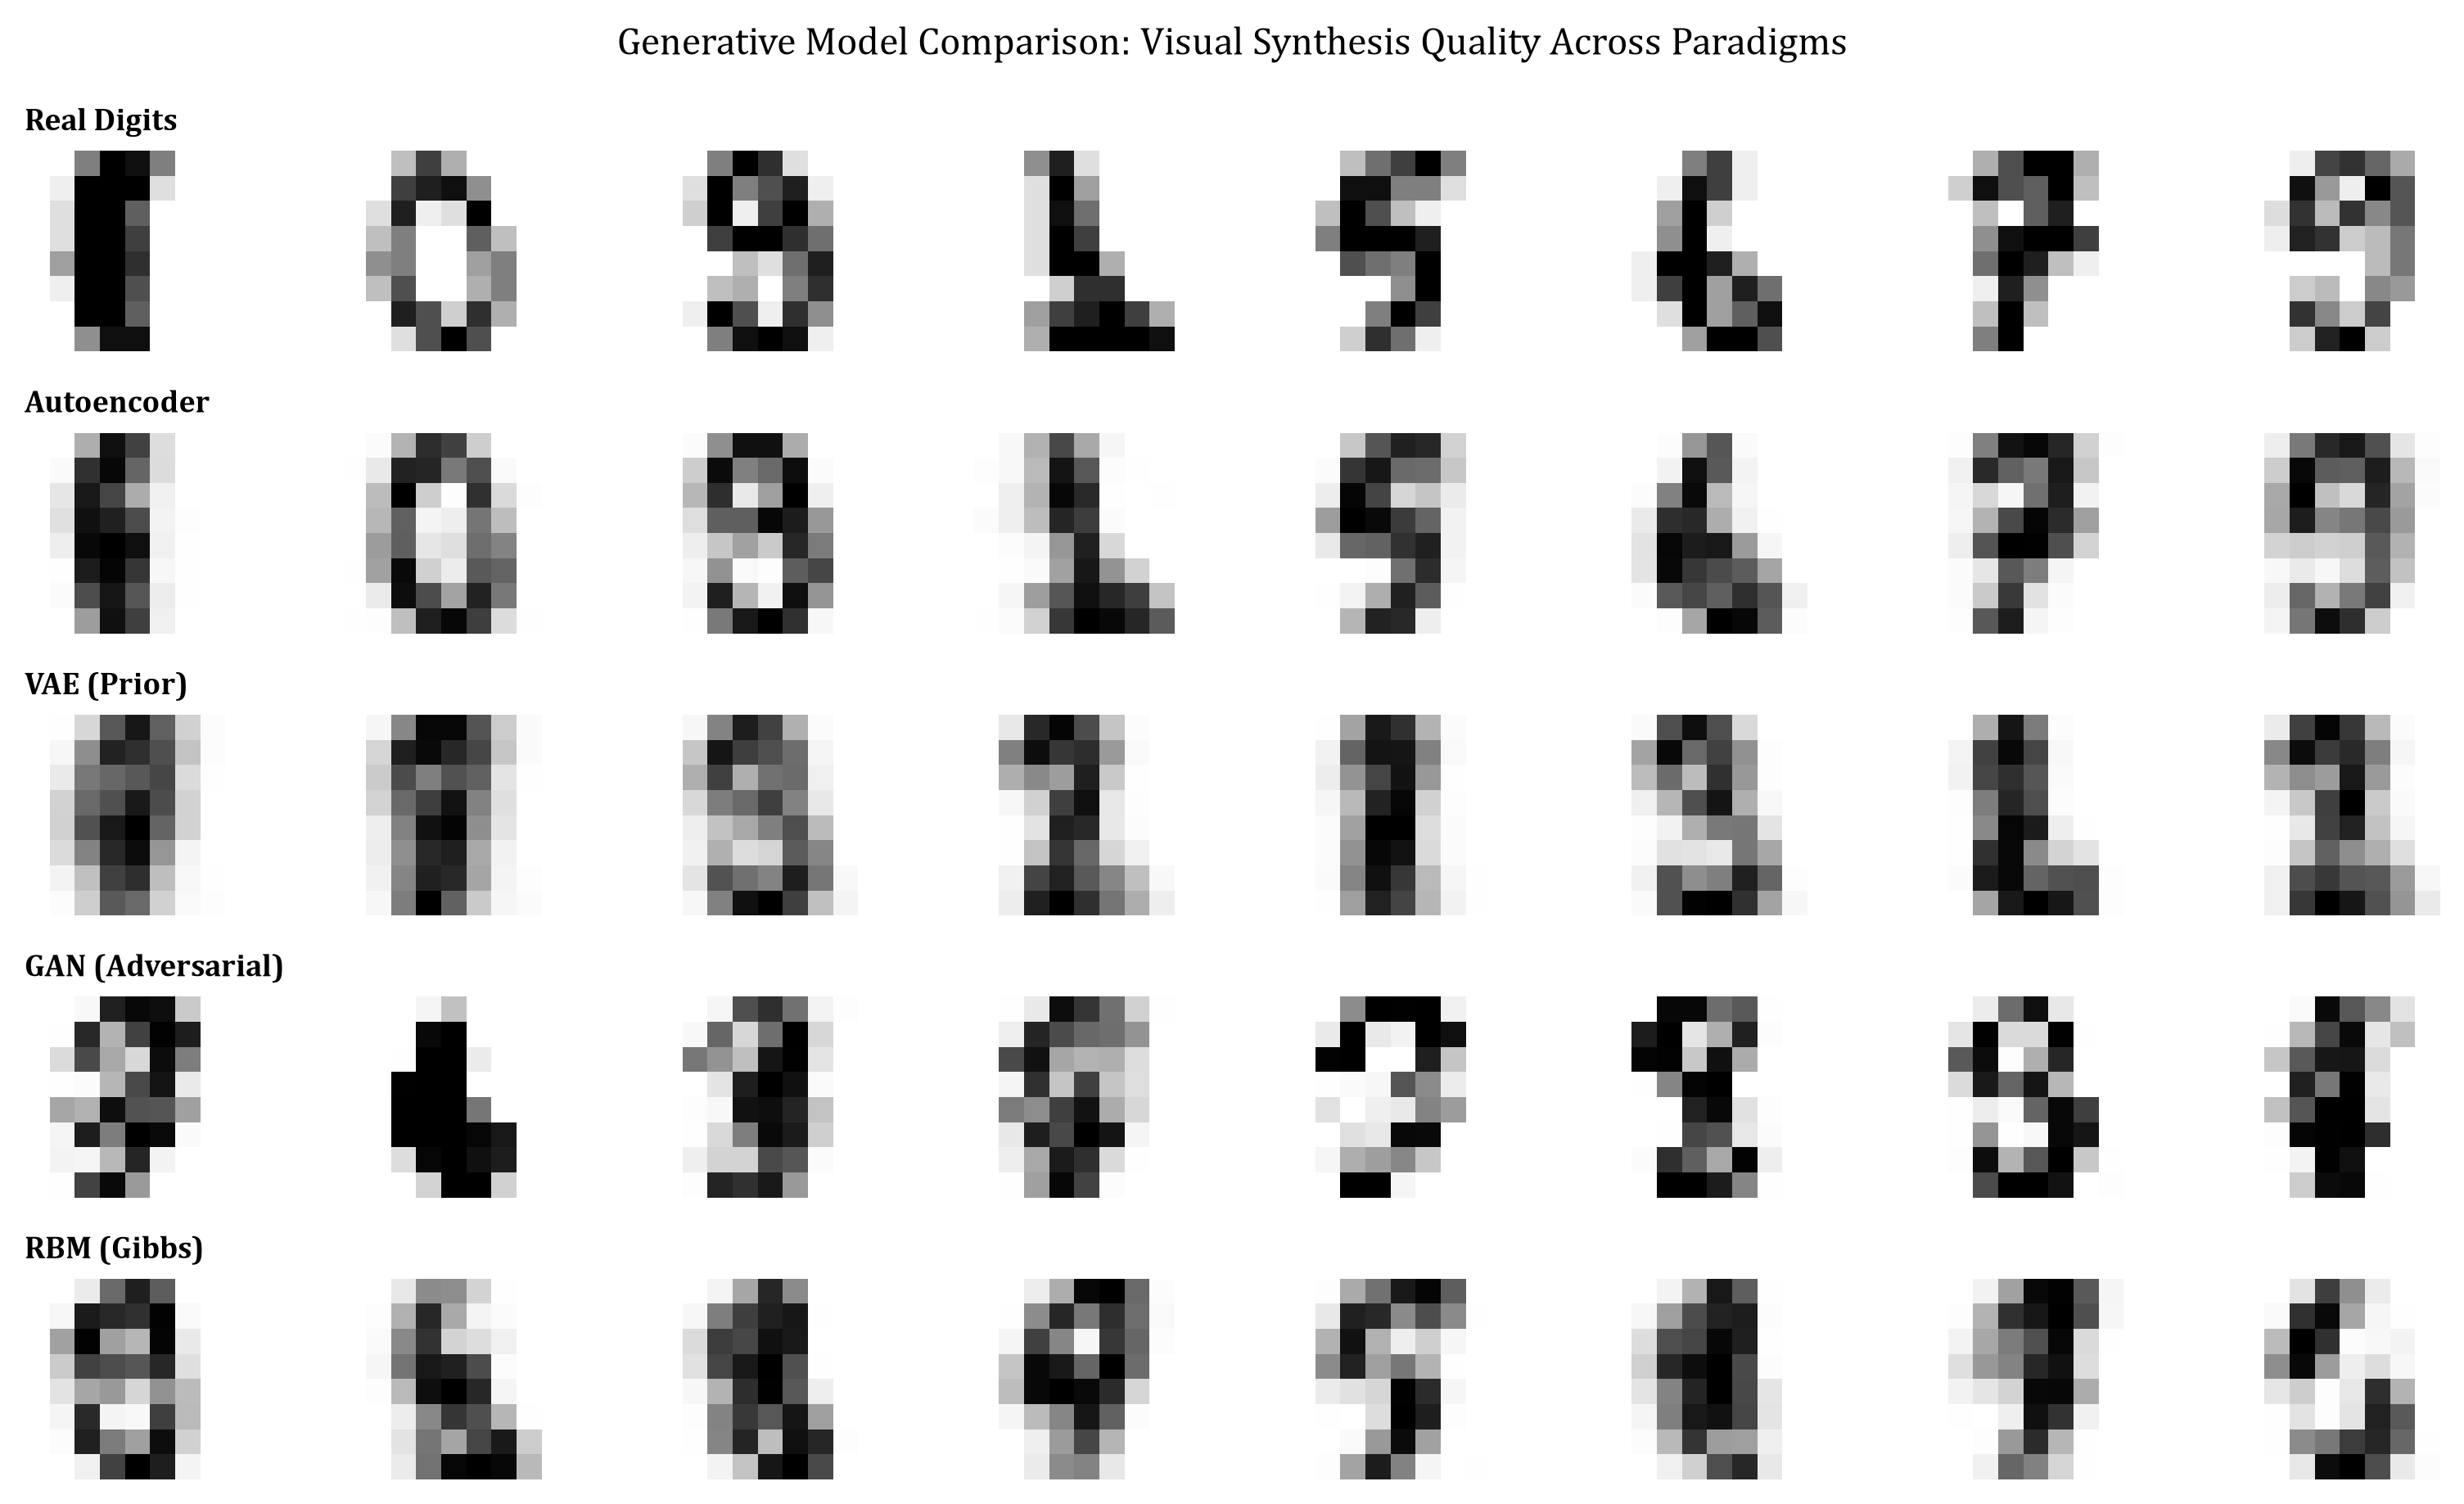 Generative Model Comparison: Visual Synthesis Quality Across Paradigms
Real Digits
Autoencoder
VAE (Prior)
GAN (Adversarial)
RBM (Gibbs)